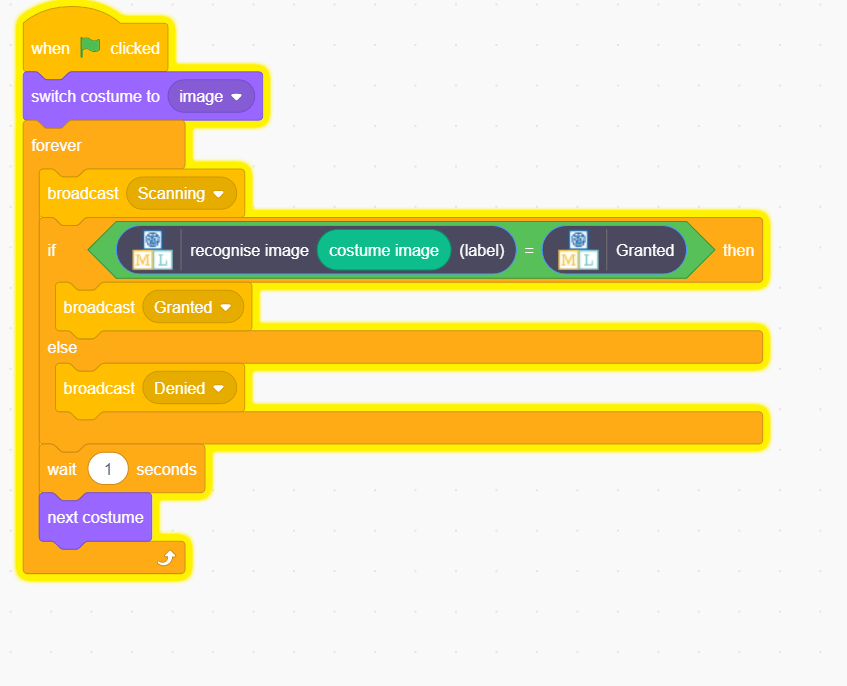 when clicked
switch costume to image
forever
broadcast Scanning
if ML recognise image costume image (label) = ML Granted then
broadcast Granted
else
broadcast Denied
wait 1 seconds
next costume